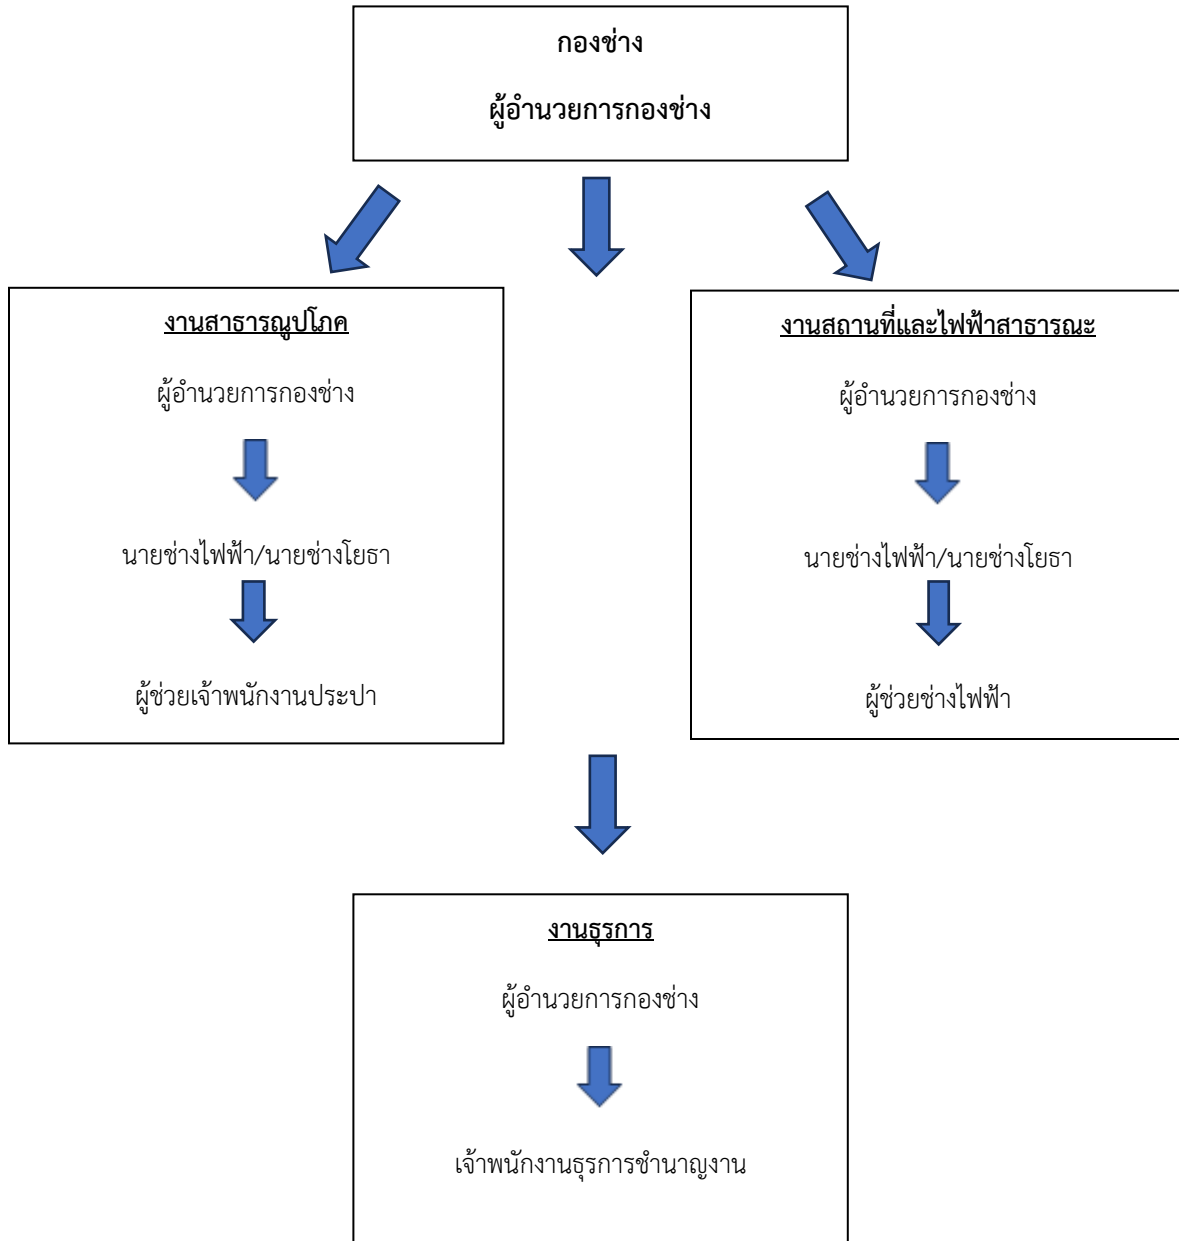 กองช่าง
ผู้อำนวยการกองช่าง
งานสาธารณูปโภค
ผู้อำนวยการกองช่าง
นายช่างไฟฟ้า/นายช่างโยธา
ผู้ช่วยเจ้าพนักงานประปา
งานสถานที่และไฟฟ้าสาธารณะ
ผู้อำนวยการกองช่าง
นายช่างไฟฟ้า/นายช่างโยธา
ผู้ช่วยช่างไฟฟ้า
งานธุรการ
ผู้อำนวยการกองช่าง
เจ้าพนักงานธุรการชำนาญงาน